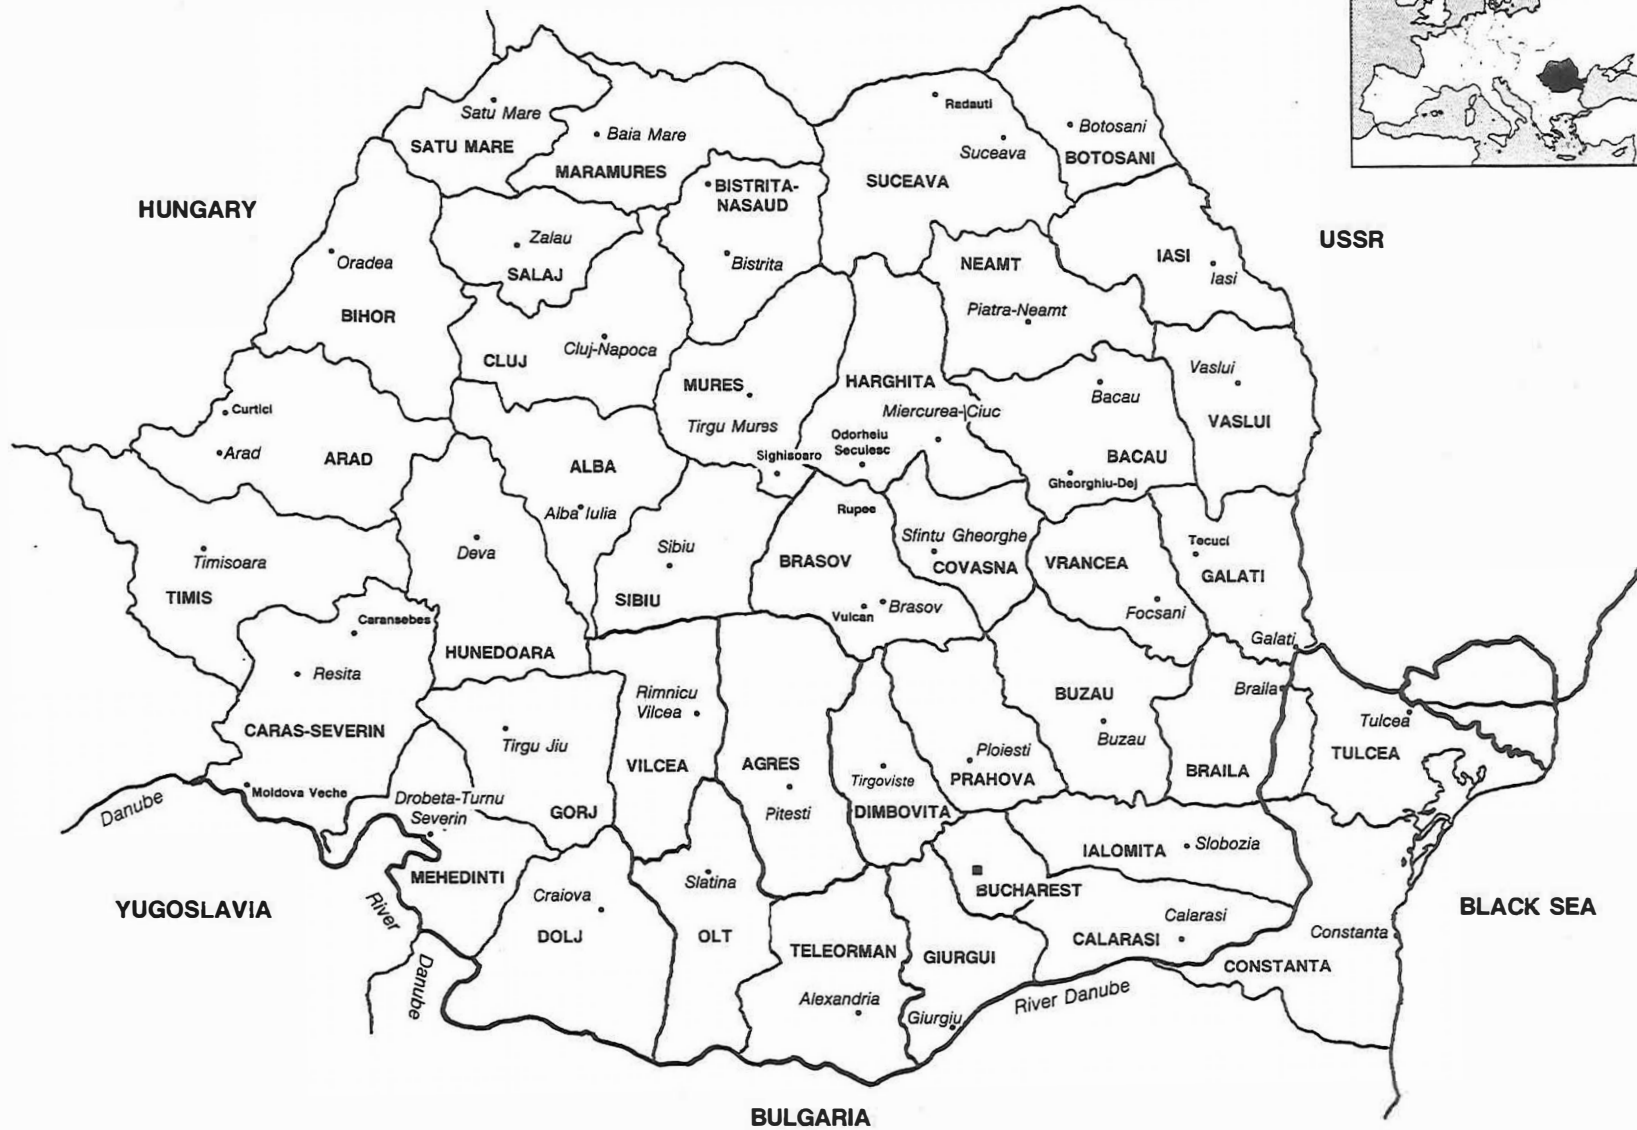 Radauti
Satu Mare
Botosani
Baia Mare
SATU MARE
Suceava
BOTOSANI
MARAMURES
SUCEAVA
BISTRITA-
NASAUD
HUNGARY
USSR
Zalau
Oradea
SALAJ
Bistrita
NEAMT
IASI
Iasi
BIHOR
Piatra-Neamt
CLUJ
Cluj-Napoca
MURES
HARGHITA
Vaslui
Bacau
Curtici
Miercurea-Ciuc
VASLUI
Tirgu Mures
Odorheiu
Seculesc
Arad
ARAD
ALBA
Sighisoaro
BACAU
Gheorghiu-Dej
Alba Iulia
Rupee
Sfintu Gheorghe
Tecuci
Deva
Sibiu
Timisoara
BRASOV
COVASNA
VRANCEA
GALATI
TIMIS
SIBIU
Vulcan
Brasov
Focsani
Caransebes
HUNEDOARA
Galati
Resita
Rimnicu
Vilcea
BUZAU
Braila
CARAS-SEVERIN
Tirgu Jiu
Buzau
Tulcea
TULCEA
VILCEA
AGRES
Ploiesti
PRAHOVA
BRAILA
Tirgoviste
Moldova Veche
Danube
Drobeta-Turnu
Severin
GORJ
Pitesti
DIMBOVITA
IALOMITA
Slobozia
MEHEDINTI
Slatina
BUCHAREST
YUGOSLAVIA
River
Danube
Craiova
DOLJ
OLT
TELEORMAN
GIURGUI
CALARASI
Calarasi
Constanta
BLACK SEA
CONSTANTA
Alexandria
Giurgiu
River Danube
BULGARIA